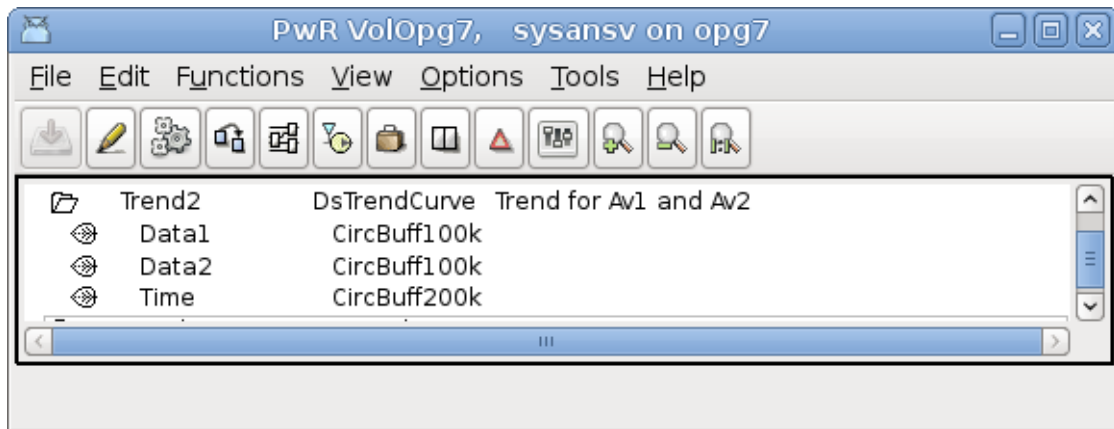 PwR VolOpg7, sysansv on opg7
File Edit Functions View Options Tools Help
Trend2 DsTrendCurve Trend for Av1 and Av2
Data1 CircBuff100k
Data2 CircBuff100k
Time CircBuff200k